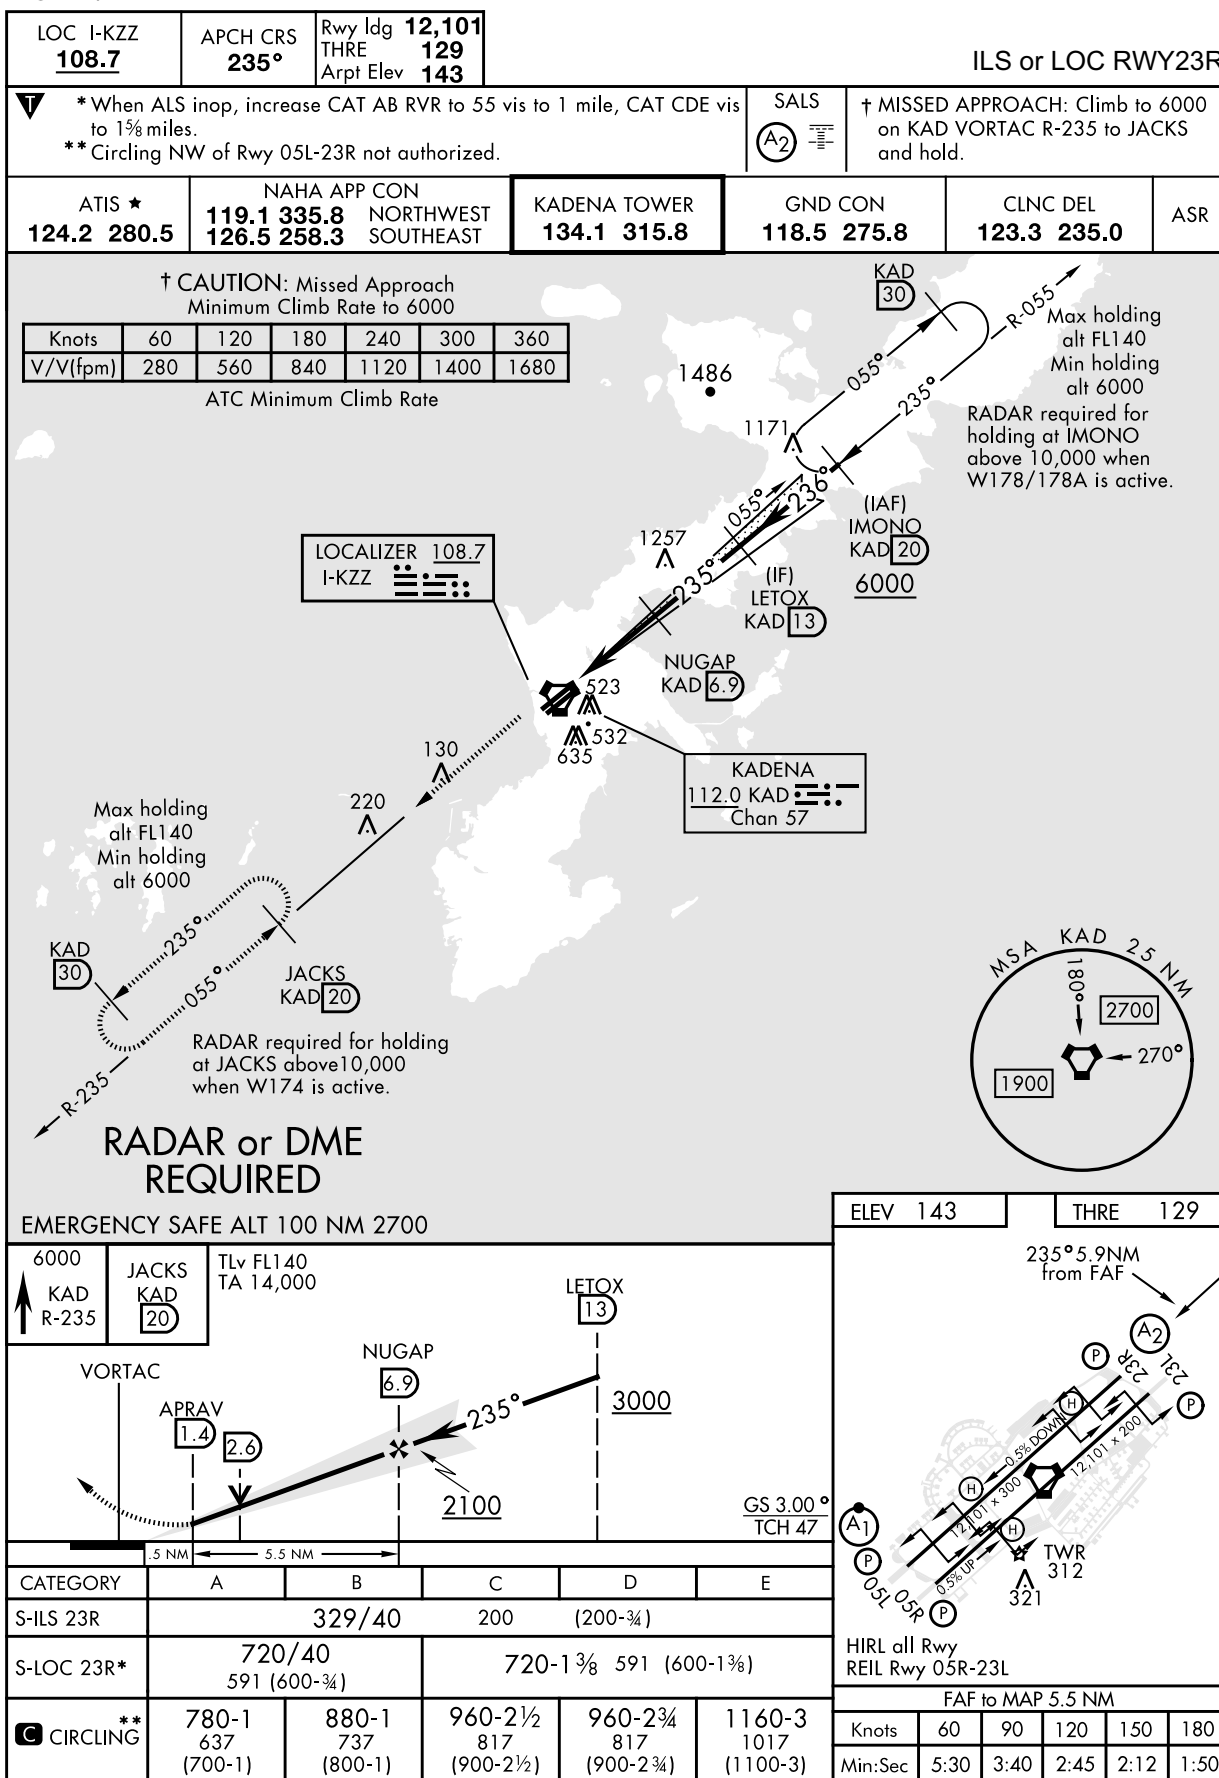 LOC I-KZZ
108.7
APCH CRS
235°
Rwy ldg 12,101
THRE 129
Arpt Elev 143
ILS or LOC RWY23R
T
* When ALS inop, increase CAT AB RVR to 55 vis to 1 mile, CAT CDE vis
to 1⅝ miles.
** Circling NW of Rwy 05L-23R not authorized.
SALS
A2
† MISSED APPROACH: Climb to 6000
on KAD VORTAC R-235 to JACKS
and hold.
ATIS ★
124.2 280.5
NAHA APP CON
119.1 335.8 NORTHWEST
126.5 258.3 SOUTHEAST
KADENA TOWER
134.1 315.8
GND CON
118.5 275.8
CLNC DEL
123.3 235.0
ASR
† CAUTION: Missed Approach
Minimum Climb Rate to 6000
Knots 60 120 180 240 300 360
V/V(fpm) 280 560 840 1120 1400 1680
ATC Minimum Climb Rate
KAD
30
R-055
Max holding
alt FL140
Min holding
alt 6000
RADAR required for
holding at IMONO
above 10,000 when
W178/178A is active.
055°
235°
1486
1171
236°
055°
(IAF)
IMONO
KAD 20
6000
1257
235°
(IF)
LETOX
KAD 13
LOCALIZER 108.7
I-KZZ
NUGAP
KAD 6.9
523
532
635
KADENA
112.0 KAD
Chan 57
130
220
Max holding
alt FL140
Min holding
alt 6000
235°
055°
KAD
30
JACKS
KAD 20
RADAR required for holding
at JACKS above10,000
when W174 is active.
R-235
MSA KAD 25 NM
180°
2700
270°
1900
RADAR or DME
REQUIRED
EMERGENCY SAFE ALT 100 NM 2700
ELEV 143
THRE 129
6000
KAD
R-235
JACKS
KAD
20
TLv FL140
TA 14,000
LETOX
13
NUGAP
6.9
VORTAC
APRAV
1.4
2.6
235°
3000
2100
GS 3.00°
TCH 47
.5 NM
5.5 NM
235° 5.9NM
from FAF
A2
P
23R
23L
P
H
0.5% DOWN
12,101 x 200
H
12,101 x 300
H
A1
P
05L
05R
0.5% UP
P
TWR
312
321
HIRL all Rwy
REIL Rwy 05R-23L
CATEGORY A B C D E
S-ILS 23R 329/40 200 (200-¾)
S-LOC 23R* 720/40 591 (600-¾) 720-1⅜ 591 (600-1⅜)
C CIRCLING **
780-1 880-1 960-2½ 960-2¾ 1160-3
637 737 817 817 1017
(700-1) (800-1) (900-2½) (900-2¾) (1100-3)
FAF to MAP 5.5 NM
Knots 60 90 120 150 180
Min:Sec 5:30 3:40 2:45 2:12 1:50